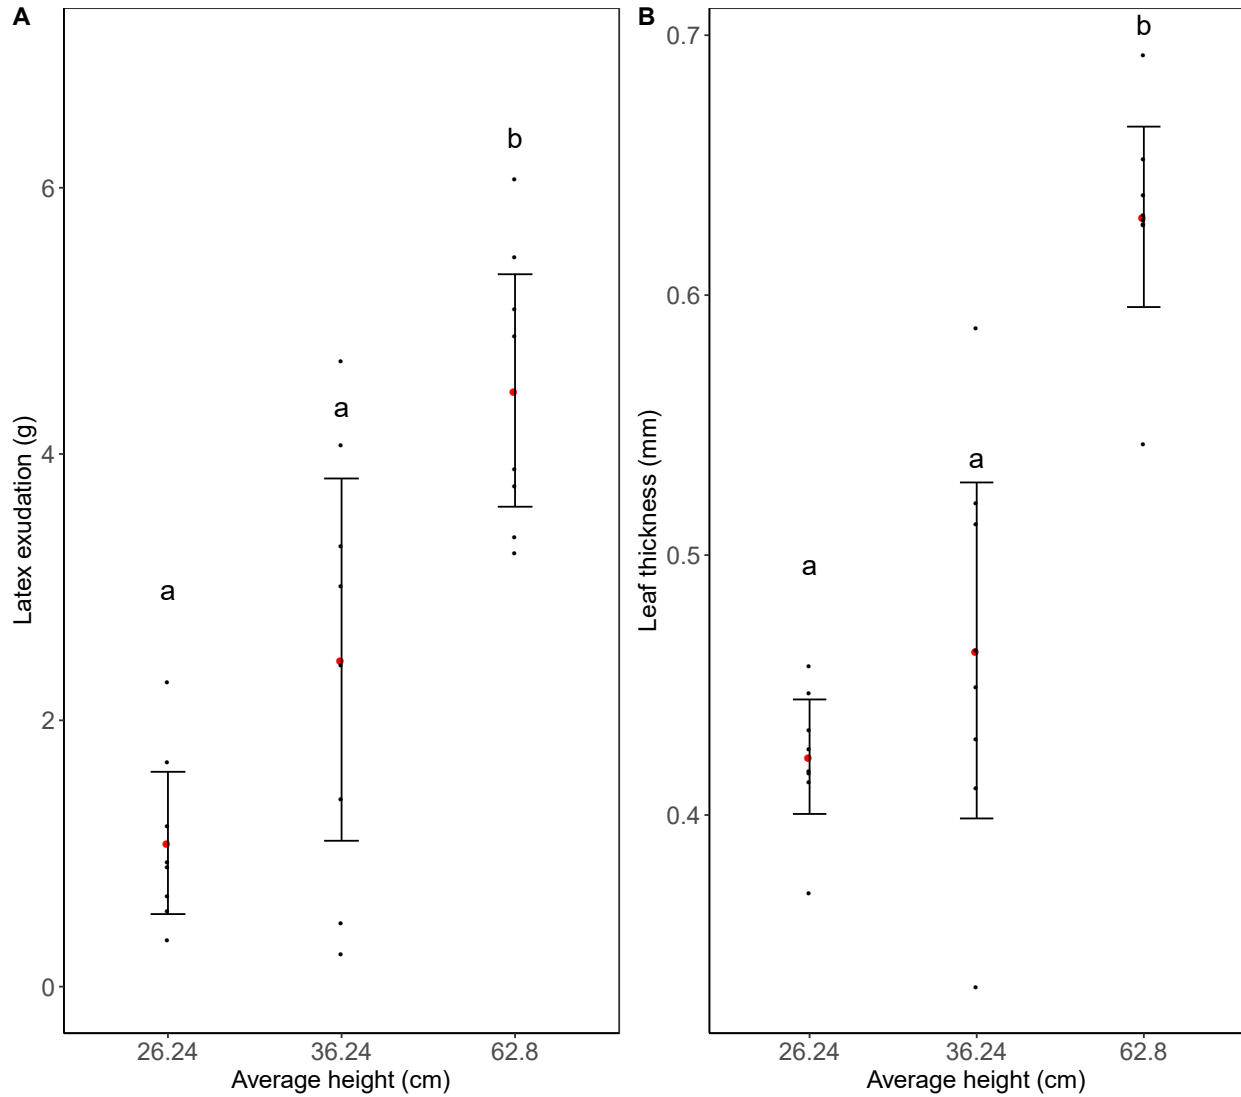 A
Latex exudation (g)
6
4
2
0
a
a
b
26.24 36.24 62.8
Average height (cm)
B
Leaf thickness (mm)
0.7
0.6
0.5
0.4
a
a
b
26.24 36.24 62.8
Average height (cm)